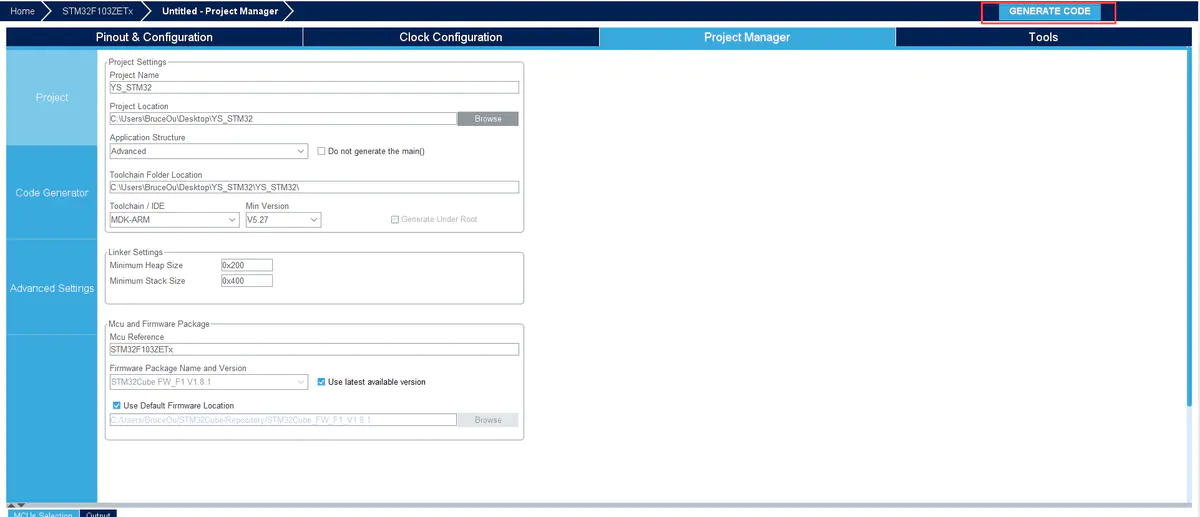 Home STM32F103ZETx Untitled - Project Manager GENERATE CODE
Pinout & Configuration Clock Configuration Project Manager Tools
Project
Code Generator
Advanced Settings
Project Settings
Project Name
YS_STM32
Project Location
C:\Users\BruceOu\Desktop\YS_STM32 Browse
Application Structure
Advanced Do not generate the main()
Toolchain Folder Location
C:\Users\BruceOu\Desktop\YS_STM32\YS_STM32\
Toolchain / IDE Min Version
MDK-ARM V5.27 Generate Under Root
Linker Settings
Minimum Heap Size 0x200
Minimum Stack Size 0x400
Mcu and Firmware Package
Mcu Reference
STM32F103ZETx
Firmware Package Name and Version
STM32Cube FW_F1 V1.8.1 Use latest available version
Use Default Firmware Location
C:/Users/BruceOu/STM32Cube/Repository/STM32Cube_FW_F1_V1.8.1 Browse
MCUs Selection Output